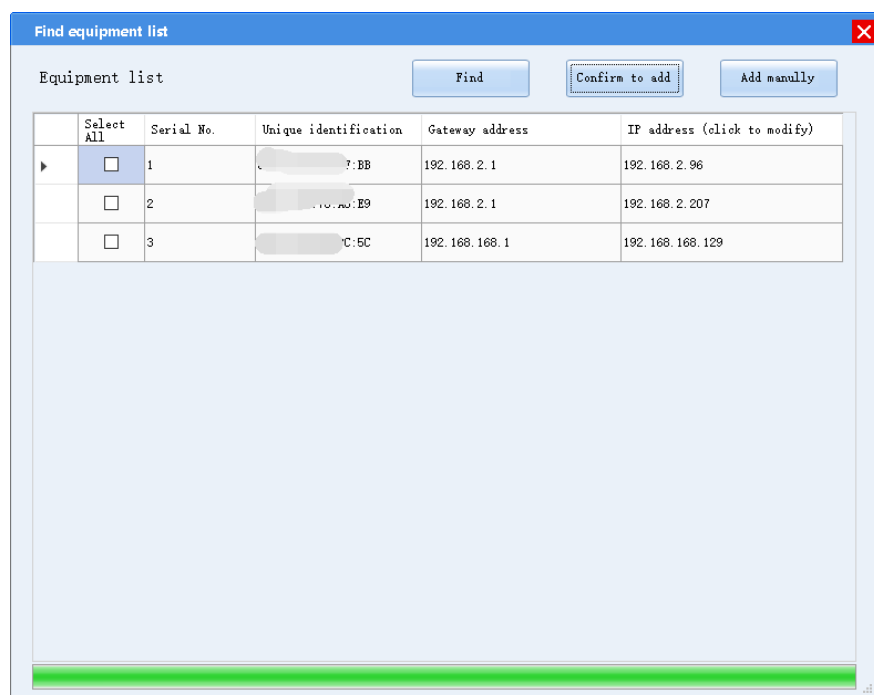 Find equipment list
Equipment list Find Confirm to add Add manully
Select All Serial No. Unique identification Gateway address IP address (click to modify)
1 :BB 192.168.2.1 192.168.2.96
2 :E9 192.168.2.1 192.168.2.207
3 C:5C 192.168.168.1 192.168.168.129